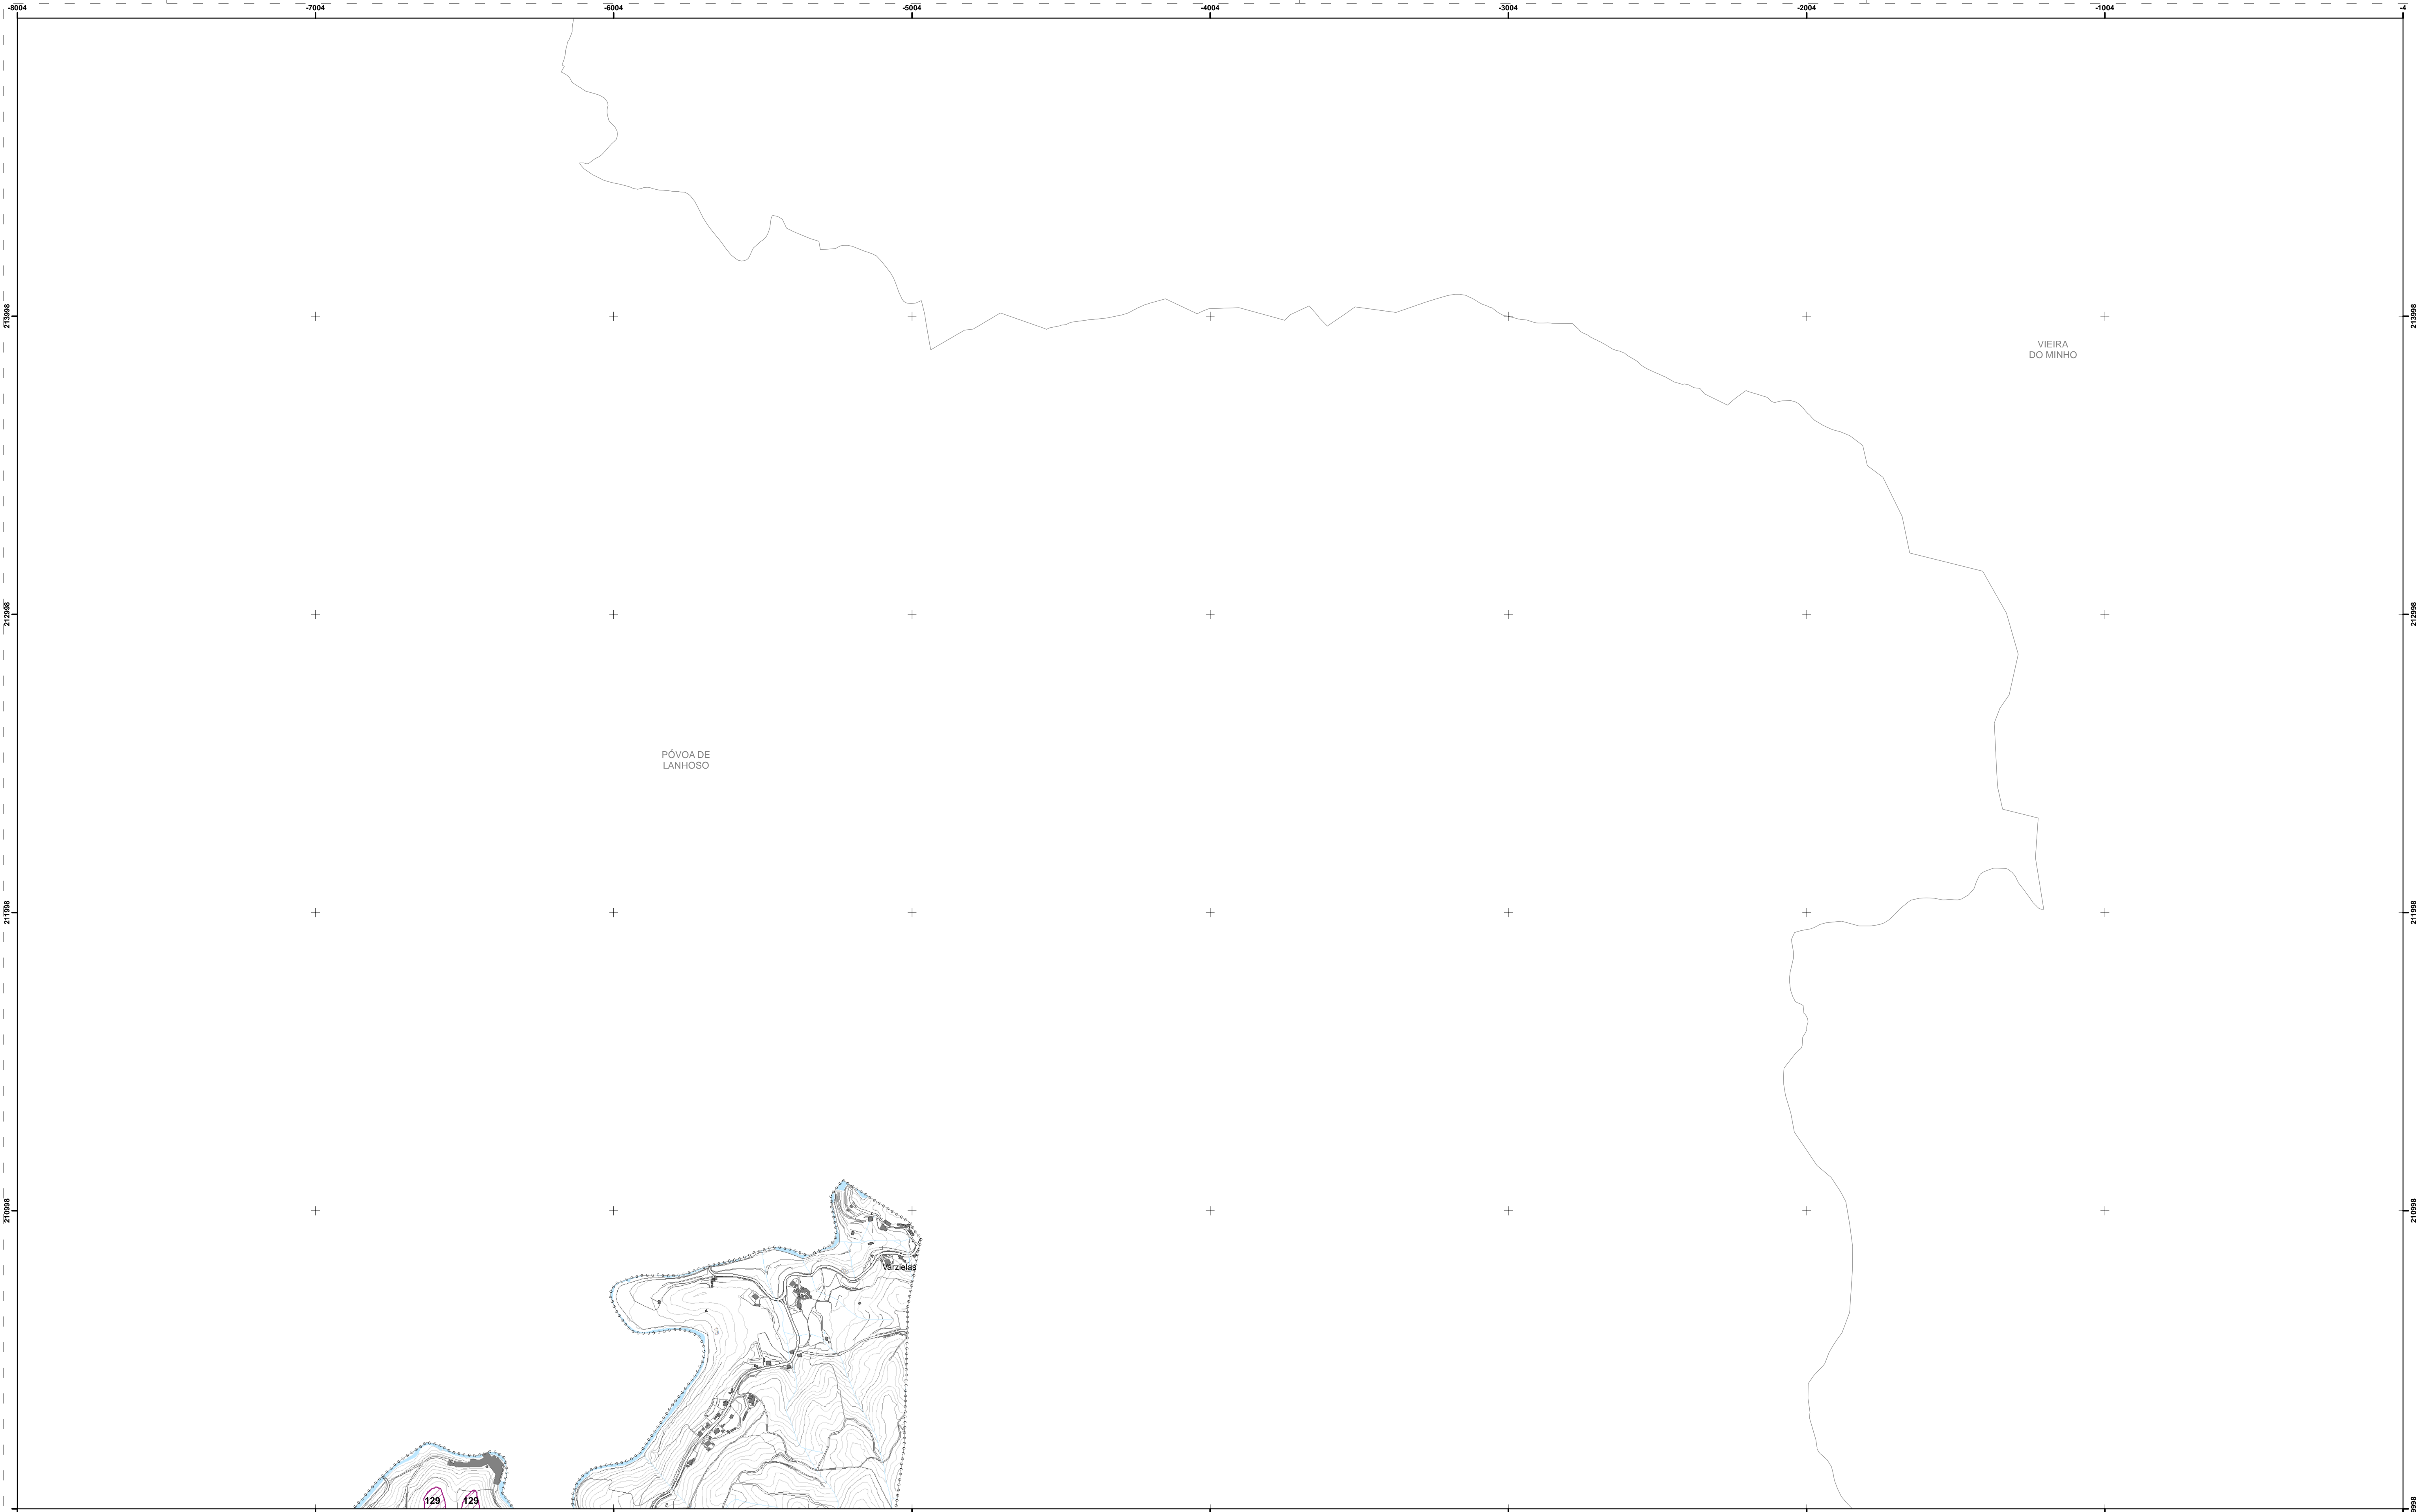 -8004 -7004 -6004 -5004 -4004 -3004 -2004 -1004 -4
213998 213998
VIEIRA
DO MINHO
212998 212998
PÓVOA DE
LANHOSO
211998 211998
210998 210998
Varzielas
129 129